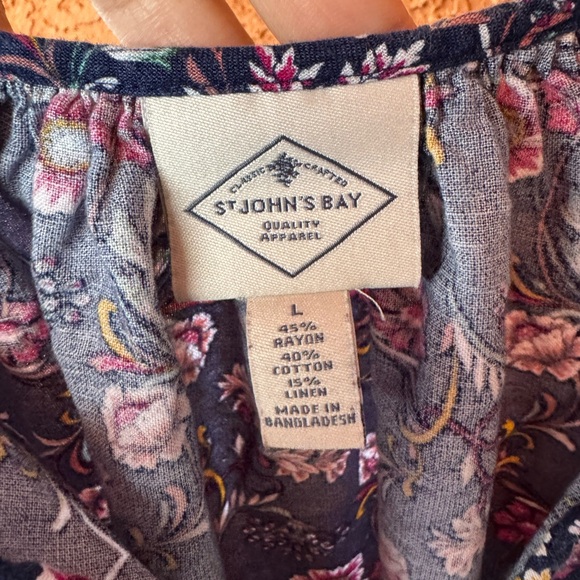 CLASSIC CRAFTED
ST JOHN'S BAY
QUALITY
APPAREL
L
45%
RAYON
40%
COTTON
15%
LINEN
MADE IN
BANGLADESH